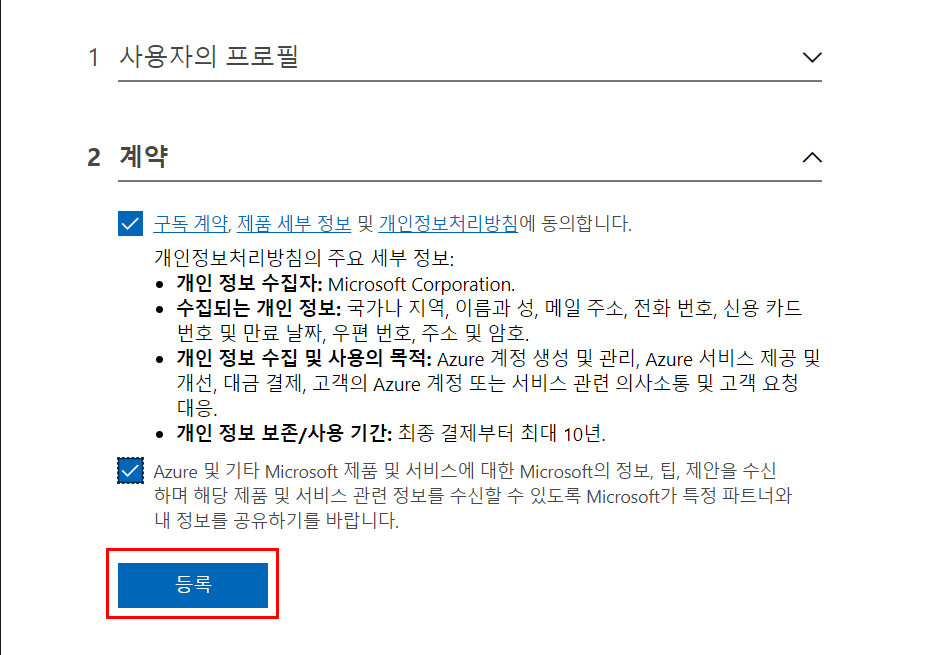 1 사용자의 프로필
2 계약
구독 계약, 제품 세부 정보 및 개인정보처리방침에 동의합니다.
개인정보처리방침의 주요 세부 정보:
• 개인 정보 수집자: Microsoft Corporation.
• 수집되는 개인 정보: 국가나 지역, 이름과 성, 메일 주소, 전화 번호, 신용 카드
번호 및 만료 날짜, 우편 번호, 주소 및 암호.
• 개인 정보 수집 및 사용의 목적: Azure 계정 생성 및 관리, Azure 서비스 제공 및
개선, 대금 결제, 고객의 Azure 계정 또는 서비스 관련 의사소통 및 고객 요청
대응.
• 개인 정보 보존/사용 기간: 최종 결제부터 최대 10년.
Azure 및 기타 Microsoft 제품 및 서비스에 대한 Microsoft의 정보, 팁, 제안을 수신
하며 해당 제품 및 서비스 관련 정보를 수신할 수 있도록 Microsoft가 특정 파트너와
내 정보를 공유하기를 바랍니다.
등록